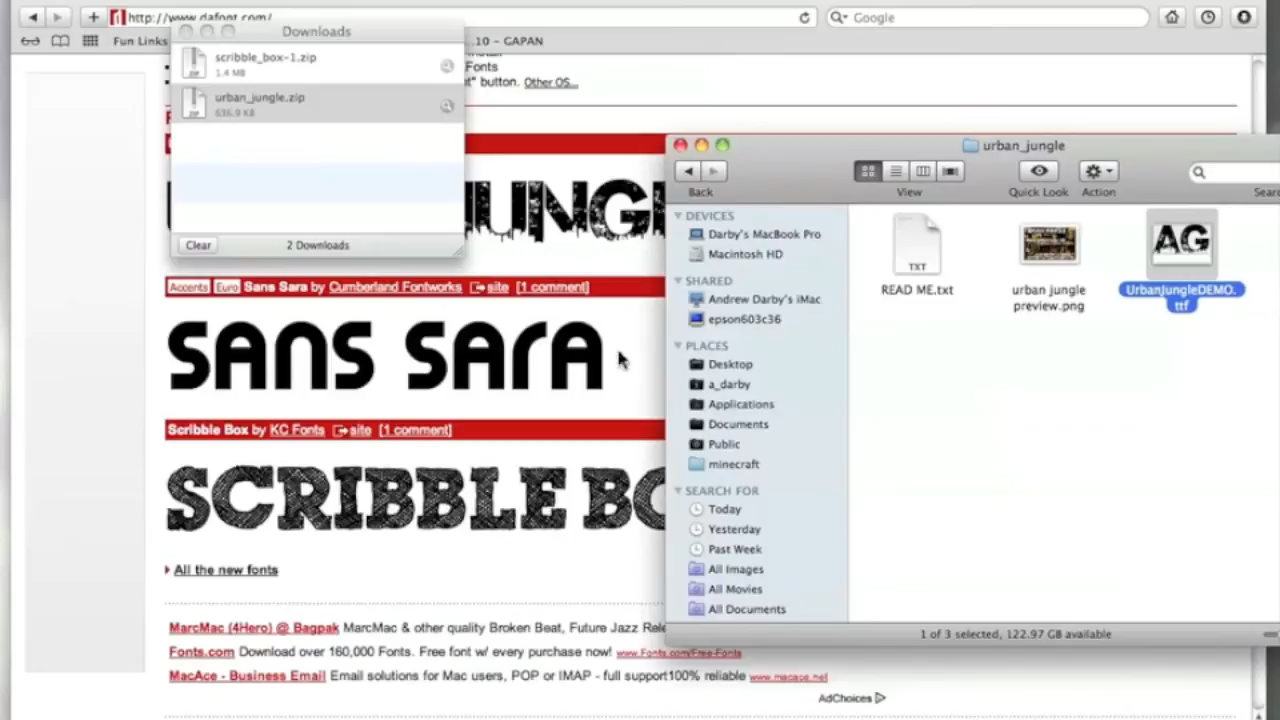 http://www.dafont.com/
Google
Fun Links
..10 – GAPAN
Downloads
scribble_box-1.zip
1.4 MB
urban_jungle.zip
636.9 KB
Clear
2 Downloads
Fonts
" button. Other OS...
JUNG
Accents Euro Sans Sara by Cumberland Fontworks site [1 comment]
Sans Sara
Scribble Box by KC Fonts site [1 comment]
SCRIBBLE BO
All the new fonts
MarcMac (4Hero) @ Bagpak MarcMac & other quality Broken Beat, Future Jazz Rele
Fonts.com Download over 160,000 Fonts. Free font w/ every purchase now! www.Fonts.com/Free-Fonts
MacAce - Business Email Email solutions for Mac users, POP or IMAP - full support100% reliable www.macace.net
AdChoices
urban_jungle
Back
View
Quick Look
Action
Sear
DEVICES
Darby's MacBook Pro
Macintosh HD
SHARED
Andrew Darby's iMac
epson603c36
PLACES
Desktop
a_darby
Applications
Documents
Public
minecraft
SEARCH FOR
Today
Yesterday
Past Week
All Images
All Movies
All Documents
TXT
READ ME.txt
urban jungle
preview.png
AG
UrbanJungleDEMO.
ttf
1 of 3 selected, 122.97 GB available